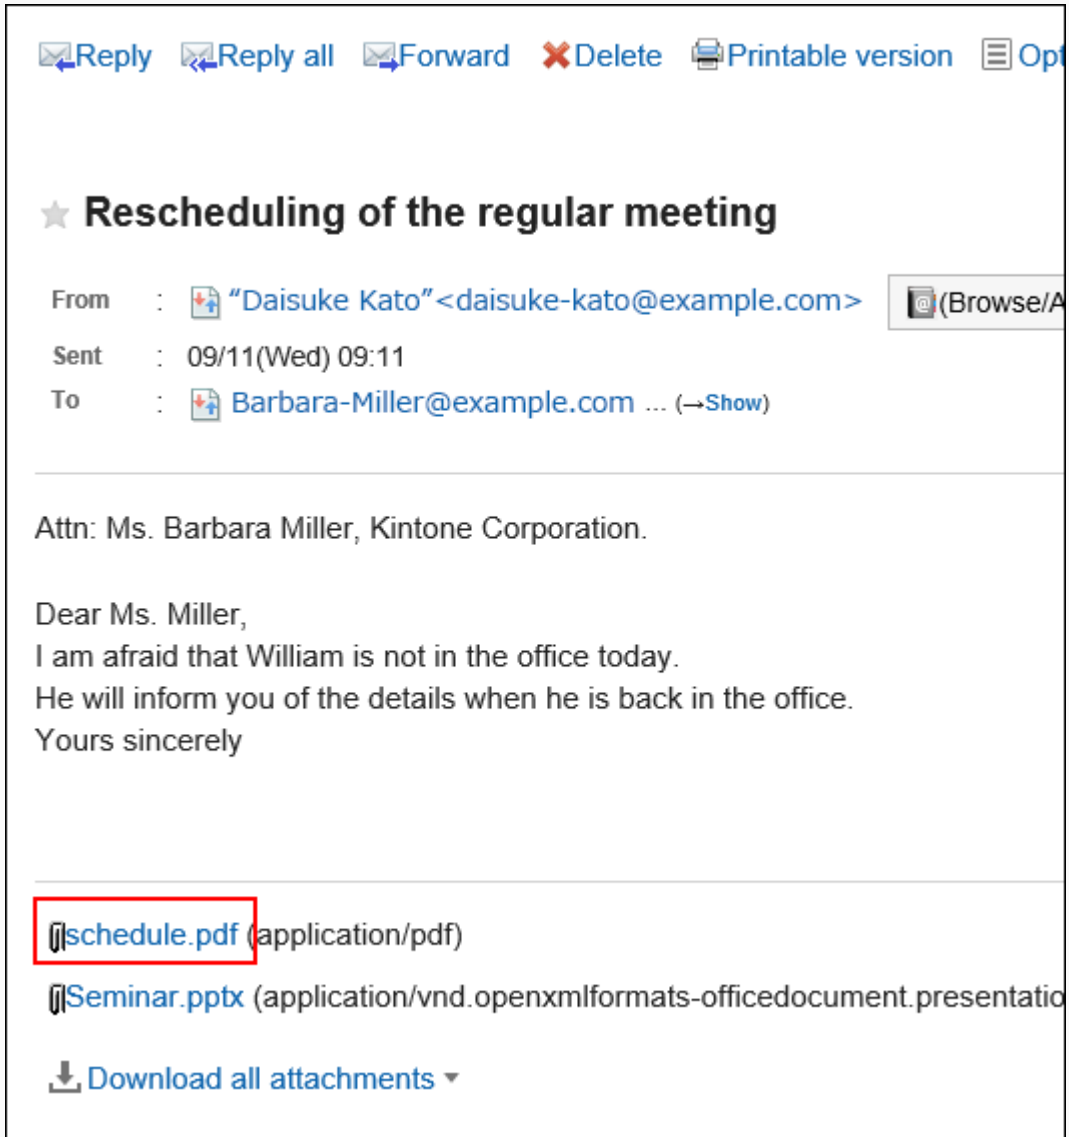 Reply Reply all Forward Delete Printable version Opt
Rescheduling of the regular meeting
From : “Daisuke Kato”<daisuke-kato@example.com> (Browse/A
Sent : 09/11(Wed) 09:11
To : Barbara-Miller@example.com ... (→Show)
Attn: Ms. Barbara Miller, Kintone Corporation.
Dear Ms. Miller,
I am afraid that William is not in the office today.
He will inform you of the details when he is back in the office.
Yours sincerely
schedule.pdf (application/pdf)
Seminar.pptx (application/vnd.openxmlformats-officedocument.presentatio
Download all attachments